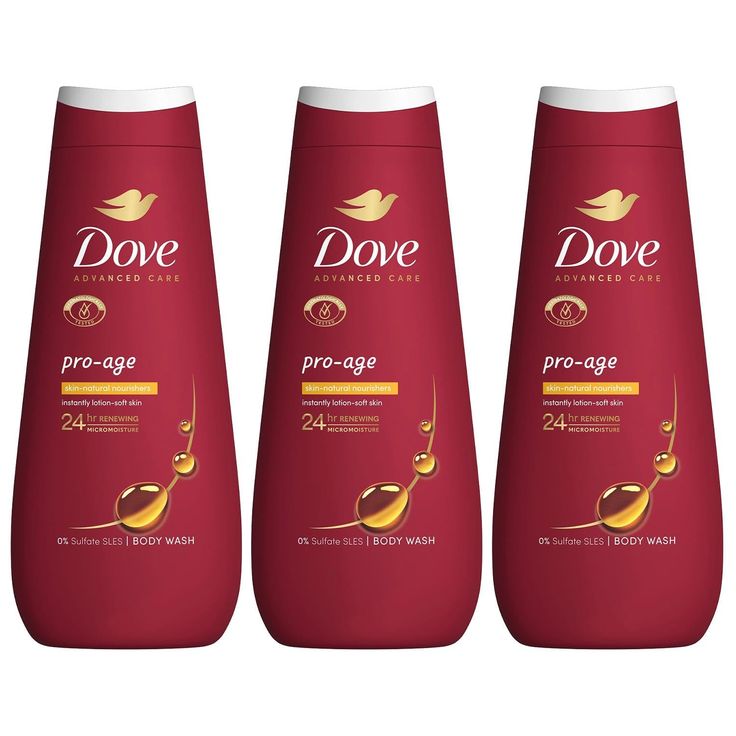 Dove
ADVANCED CARE
TESTED
pro-age
skin-natural nourishers
instantly lotion-soft skin
24 hr RENEWING
MICROMOISTURE
0% Sulfate SLES | BODY WASH
Dove
ADVANCED CARE
TESTED
pro-age
skin-natural nourishers
instantly lotion-soft skin
24 hr RENEWING
MICROMOISTURE
0% Sulfate SLES | BODY WASH
Dove
ADVANCED CARE
TESTED
pro-age
skin-natural nourishers
instantly lotion-soft skin
24 hr RENEWING
MICROMOISTURE
0% Sulfate SLES | BODY WASH